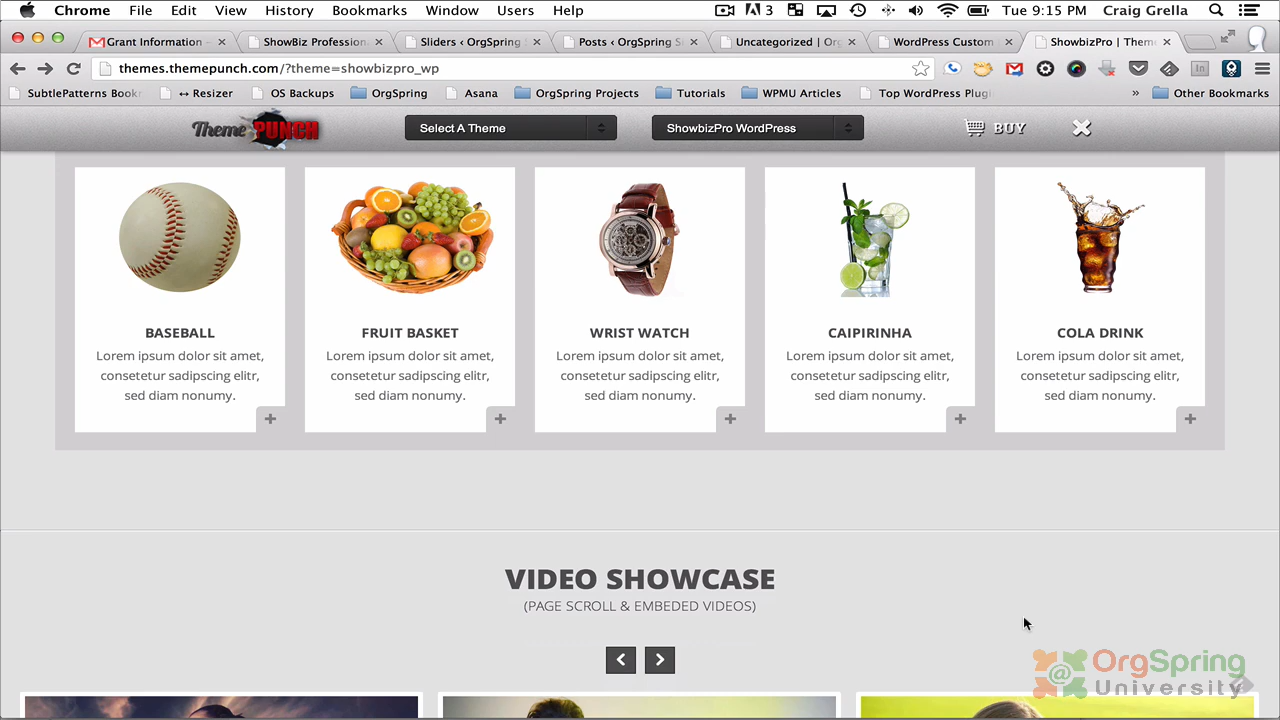 Chrome File Edit View History Bookmarks Window Users Help 3 Tue 9:15 PM Craig Grella
Grant Information – ShowBiz Profession Sliders ‹ OrgSpring Posts ‹ OrgSpring S Uncategorized | Org WordPress Custom ShowbizPro | Theme
themes.themepunch.com/?theme=showbizpro_wp
SubtlePatterns Book ↔ Resizer OS Backups OrgSpring Asana OrgSpring Projects Tutorials WPMU Articles Top WordPress Plugi » Other Bookmarks
Theme PUNCH Select A Theme ShowbizPro WordPress BUY
BASEBALL
Lorem ipsum dolor sit amet,
consetetur sadipscing elitr,
sed diam nonumy.
FRUIT BASKET
Lorem ipsum dolor sit amet,
consetetur sadipscing elitr,
sed diam nonumy.
WRIST WATCH
Lorem ipsum dolor sit amet,
consetetur sadipscing elitr,
sed diam nonumy.
CAIPIRINHA
Lorem ipsum dolor sit amet,
consetetur sadipscing elitr,
sed diam nonumy.
COLA DRINK
Lorem ipsum dolor sit amet,
consetetur sadipscing elitr,
sed diam nonumy.
VIDEO SHOWCASE
(PAGE SCROLL & EMBEDED VIDEOS)
OrgSpring
University